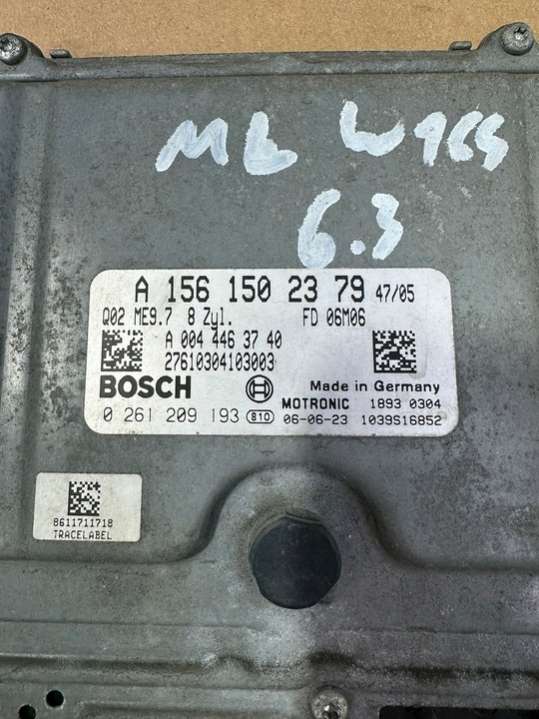 ML W164
6.3
A 156 150 23 79 47/05
Q02 ME9.7 8 Zyl. FD 06M06
A 004 446 37 40
27610304103003
BOSCH Made in Germany
MOTRONIC 1893 0304
0 261 209 193 810 06-06-23 1039S16852
8611711718
TRACELABEL